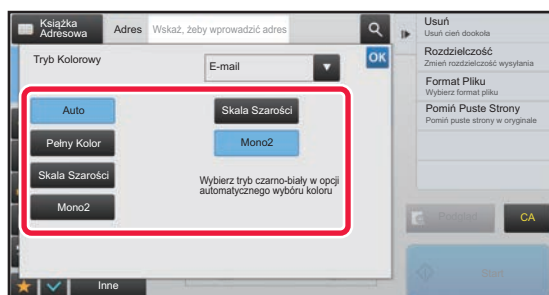 Książka
Adresowa
Adres
Wskaż, żeby wprowadzić adres
Tryb Kolorowy
E-mail
OK
Auto
Pełny Kolor
Skala Szarości
Mono2
Skala Szarości
Mono2
Wybierz tryb czarno-biały w opcji
automatycznego wyboru koloru
Inne
Usuń
Usuń cień dookoła
Rozdzielczość
Zmień rozdzielczość wysyłania
Format Pliku
Wybierz format pliku
Pomiń Puste Strony
Pomiń puste strony w oryginale
Podgląd
CA
Start